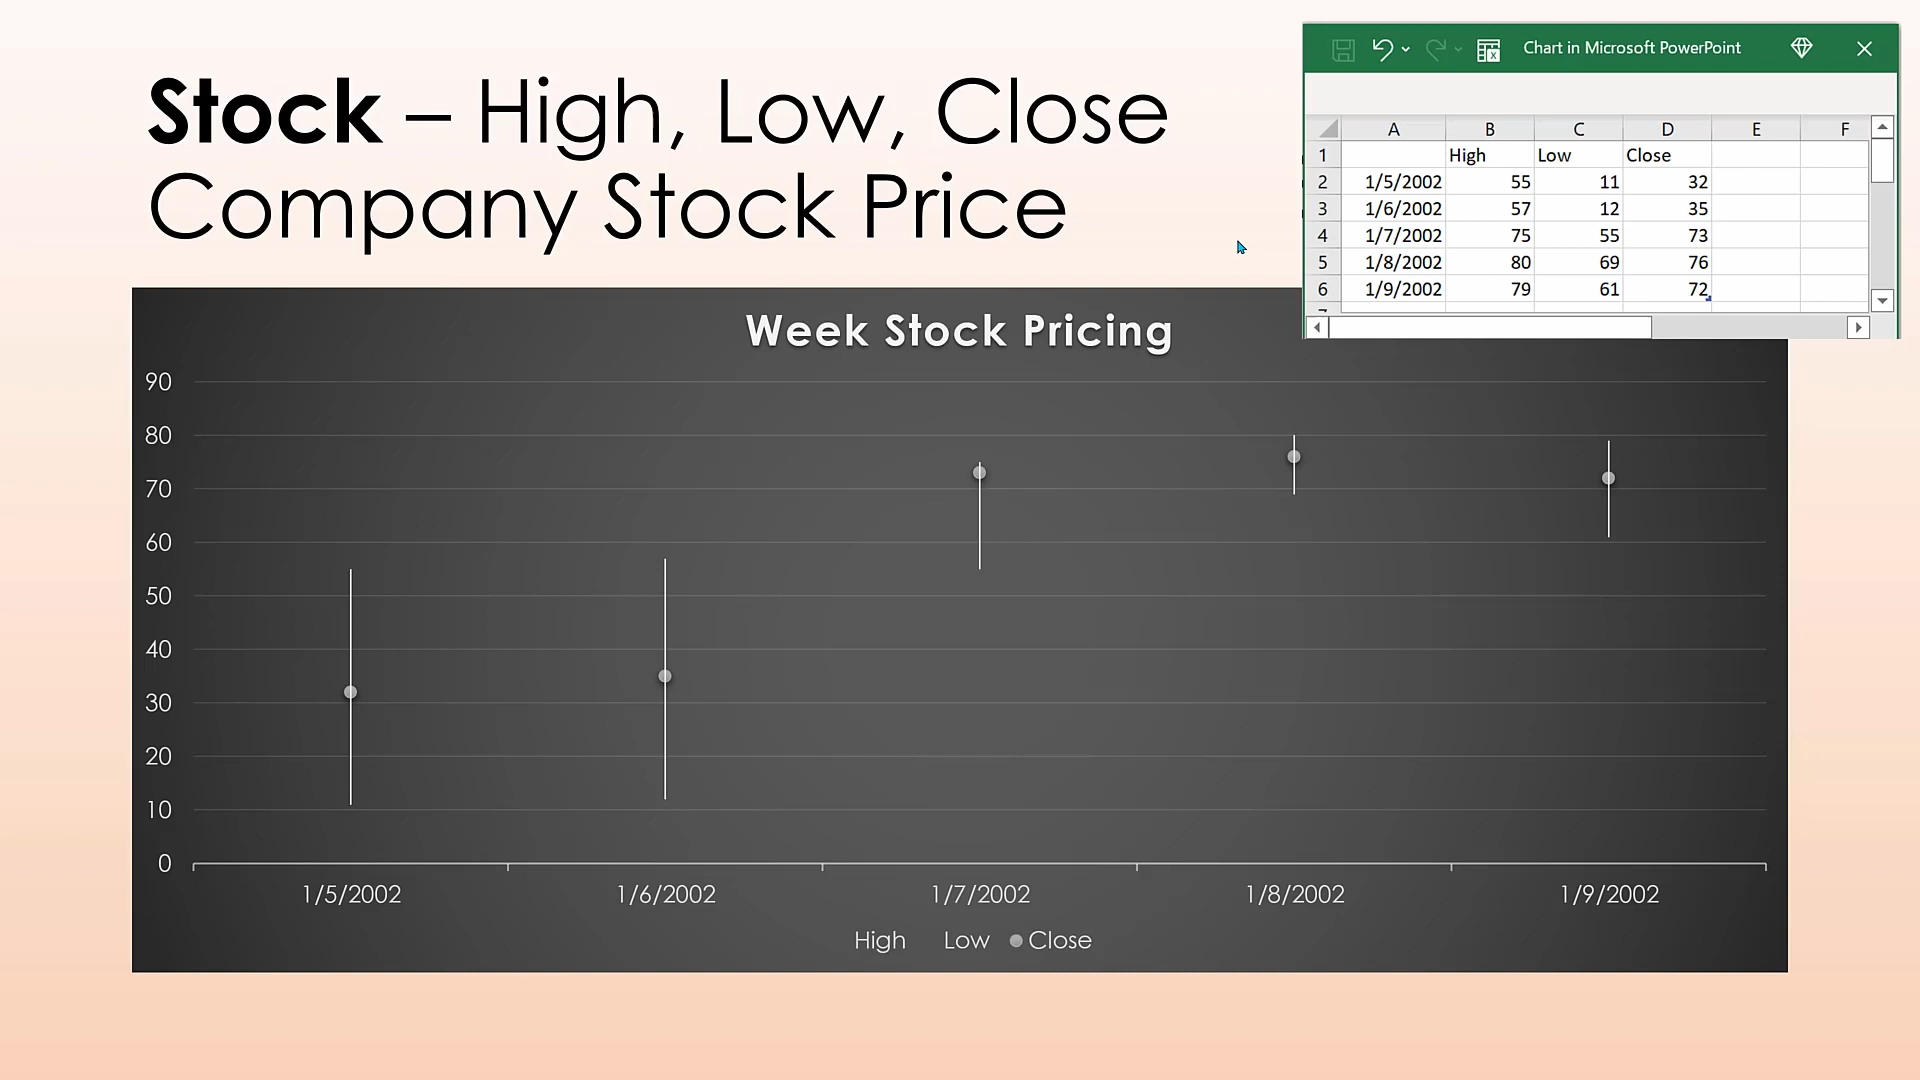 Stock – High, Low, Close
Company Stock Price
Chart in Microsoft PowerPoint
A B C D E F
1 High Low Close
2 1/5/2002 55 11 32
3 1/6/2002 57 12 35
4 1/7/2002 75 55 73
5 1/8/2002 80 69 76
6 1/9/2002 79 61 72
Week Stock Pricing
90
80
70
60
50
40
30
20
10
0
1/5/2002 1/6/2002 1/7/2002 1/8/2002 1/9/2002
High Low Close